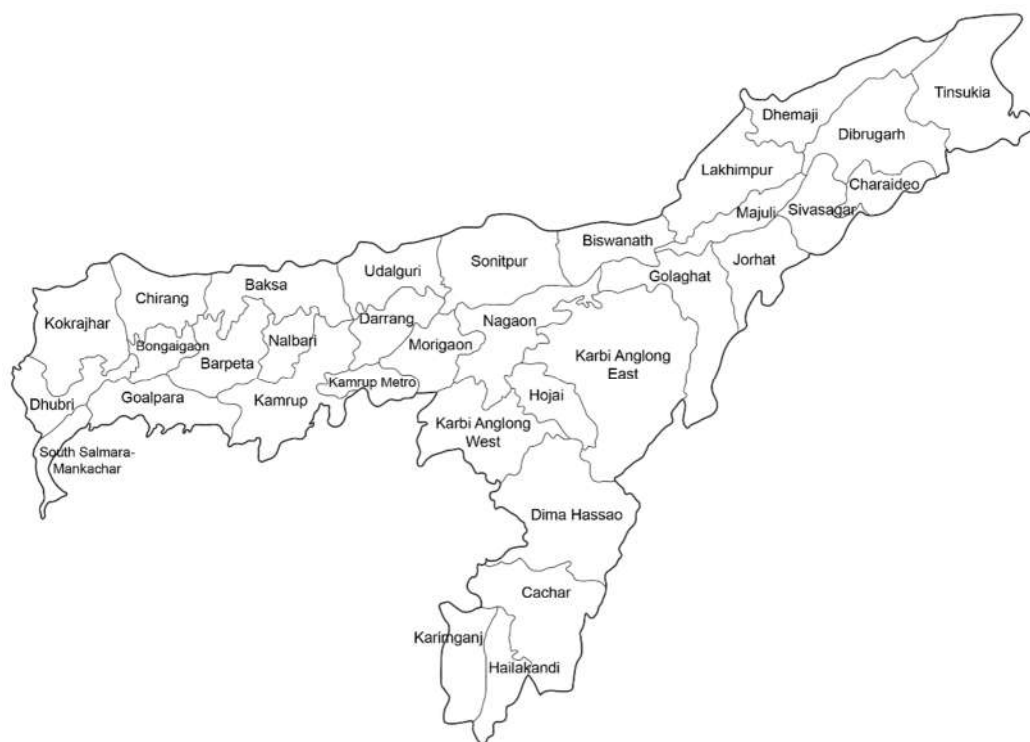 Tinsukia
Dhemaji
Dibrugarh
Lakhimpur
Charaideo
Majuli
Sivasagar
Biswanath
Jorhat
Sonitpur
Udalguri
Golaghat
Baksa
Chirang
Kokrajhar
Darrang
Nagaon
Bongaigaon
Nalbari
Morigaon
Barpeta
Karbi Anglong
East
Kamrup Metro
Dhubri
Goalpara
Kamrup
Hojai
Karbi Anglong
West
South Salmara-
Mankachar
Dima Hassao
Cachar
Karimganj
Hailakandi